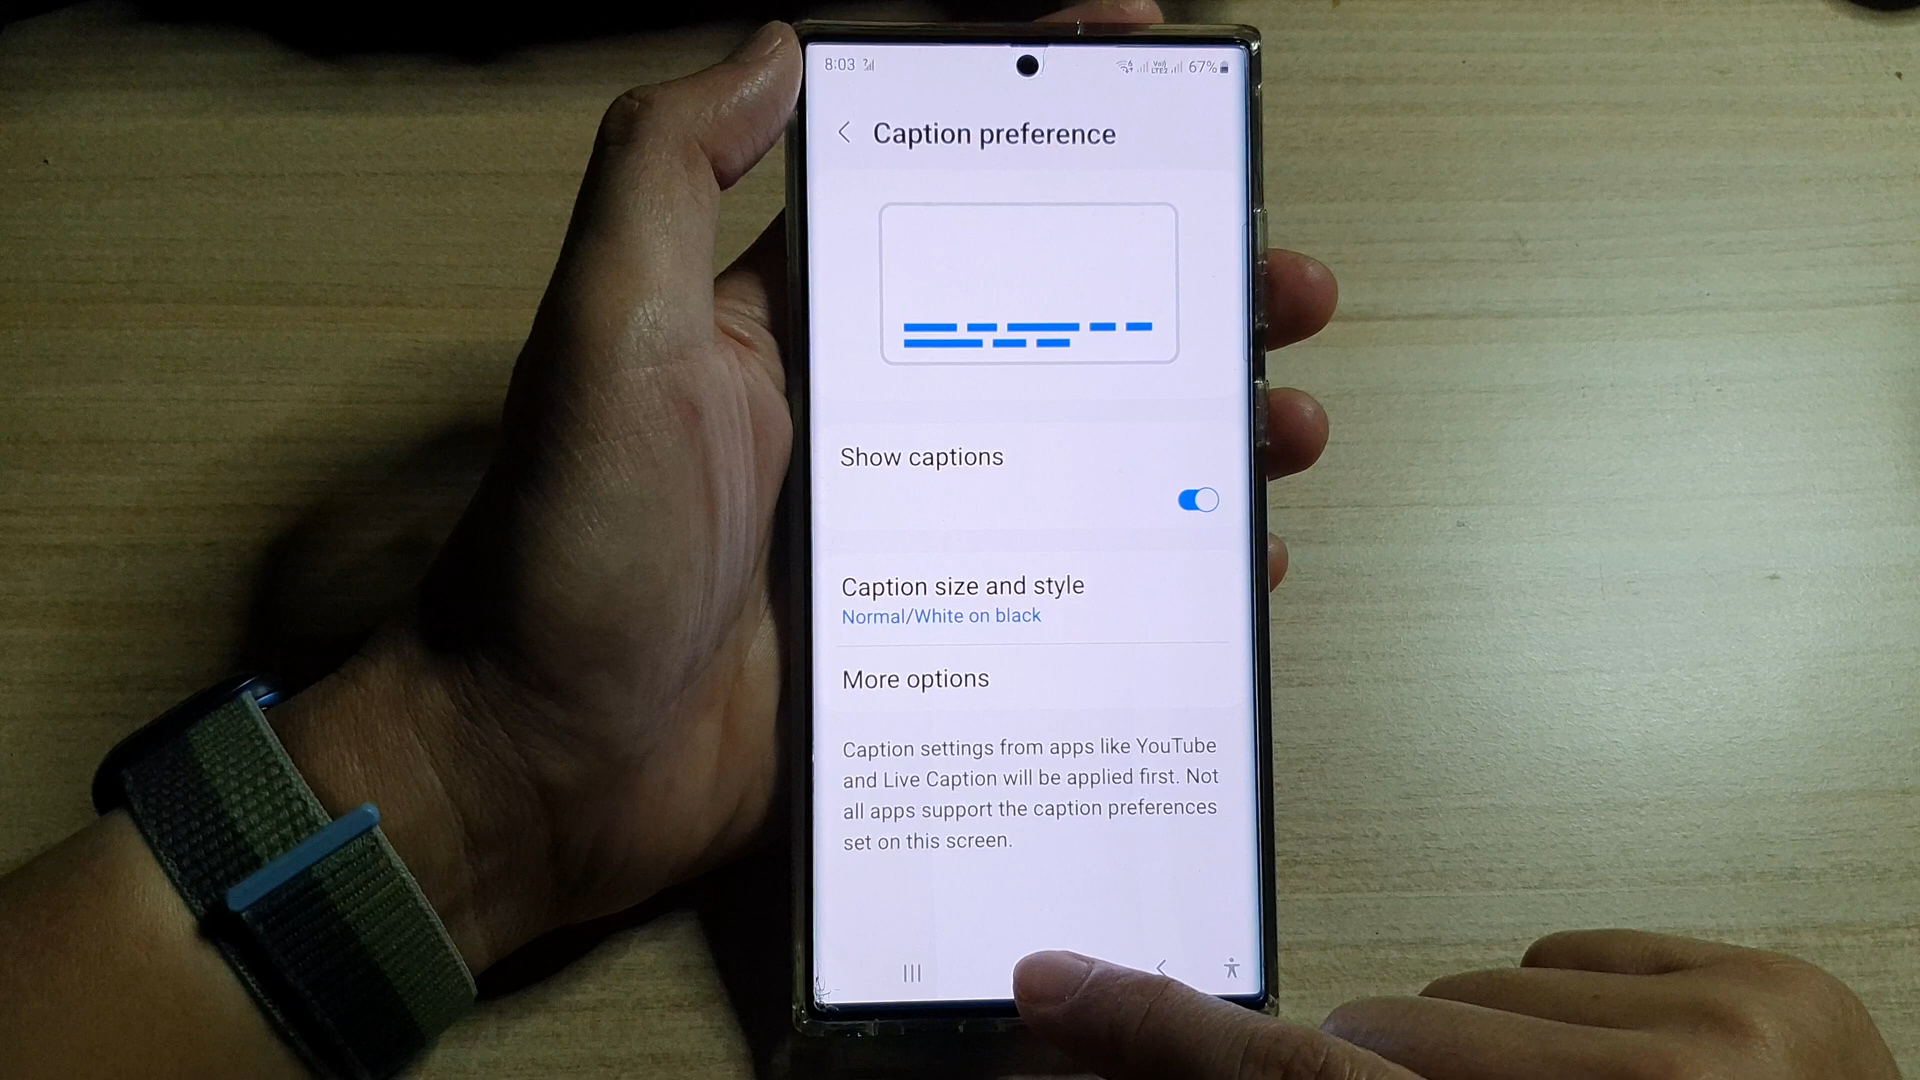 8:03
67%
Caption preference
Show captions
Caption size and style
Normal/White on black
More options
Caption settings from apps like YouTube
and Live Caption will be applied first. Not
all apps support the caption preferences
set on this screen.